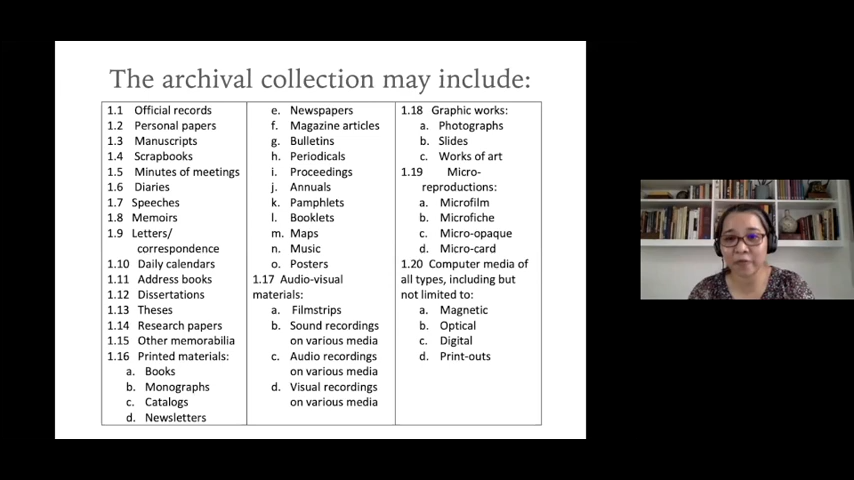 The archival collection may include:
1.1 Official records
1.2 Personal papers
1.3 Manuscripts
1.4 Scrapbooks
1.5 Minutes of meetings
1.6 Diaries
1.7 Speeches
1.8 Memoirs
1.9 Letters/
correspondence
1.10 Daily calendars
1.11 Address books
1.12 Dissertations
1.13 Theses
1.14 Research papers
1.15 Other memorabilia
1.16 Printed materials:
a. Books
b. Monographs
c. Catalogs
d. Newsletters
e. Newspapers
f. Magazine articles
g. Bulletins
h. Periodicals
i. Proceedings
j. Annuals
k. Pamphlets
l. Booklets
m. Maps
n. Music
o. Posters
1.17 Audio-visual
materials:
a. Filmstrips
b. Sound recordings
on various media
c. Audio recordings
on various media
d. Visual recordings
on various media
1.18 Graphic works:
a. Photographs
b. Slides
c. Works of art
1.19 Micro-
reproductions:
a. Microfilm
b. Microfiche
c. Micro-opaque
d. Micro-card
1.20 Computer media of
all types, including but
not limited to:
a. Magnetic
b. Optical
c. Digital
d. Print-outs